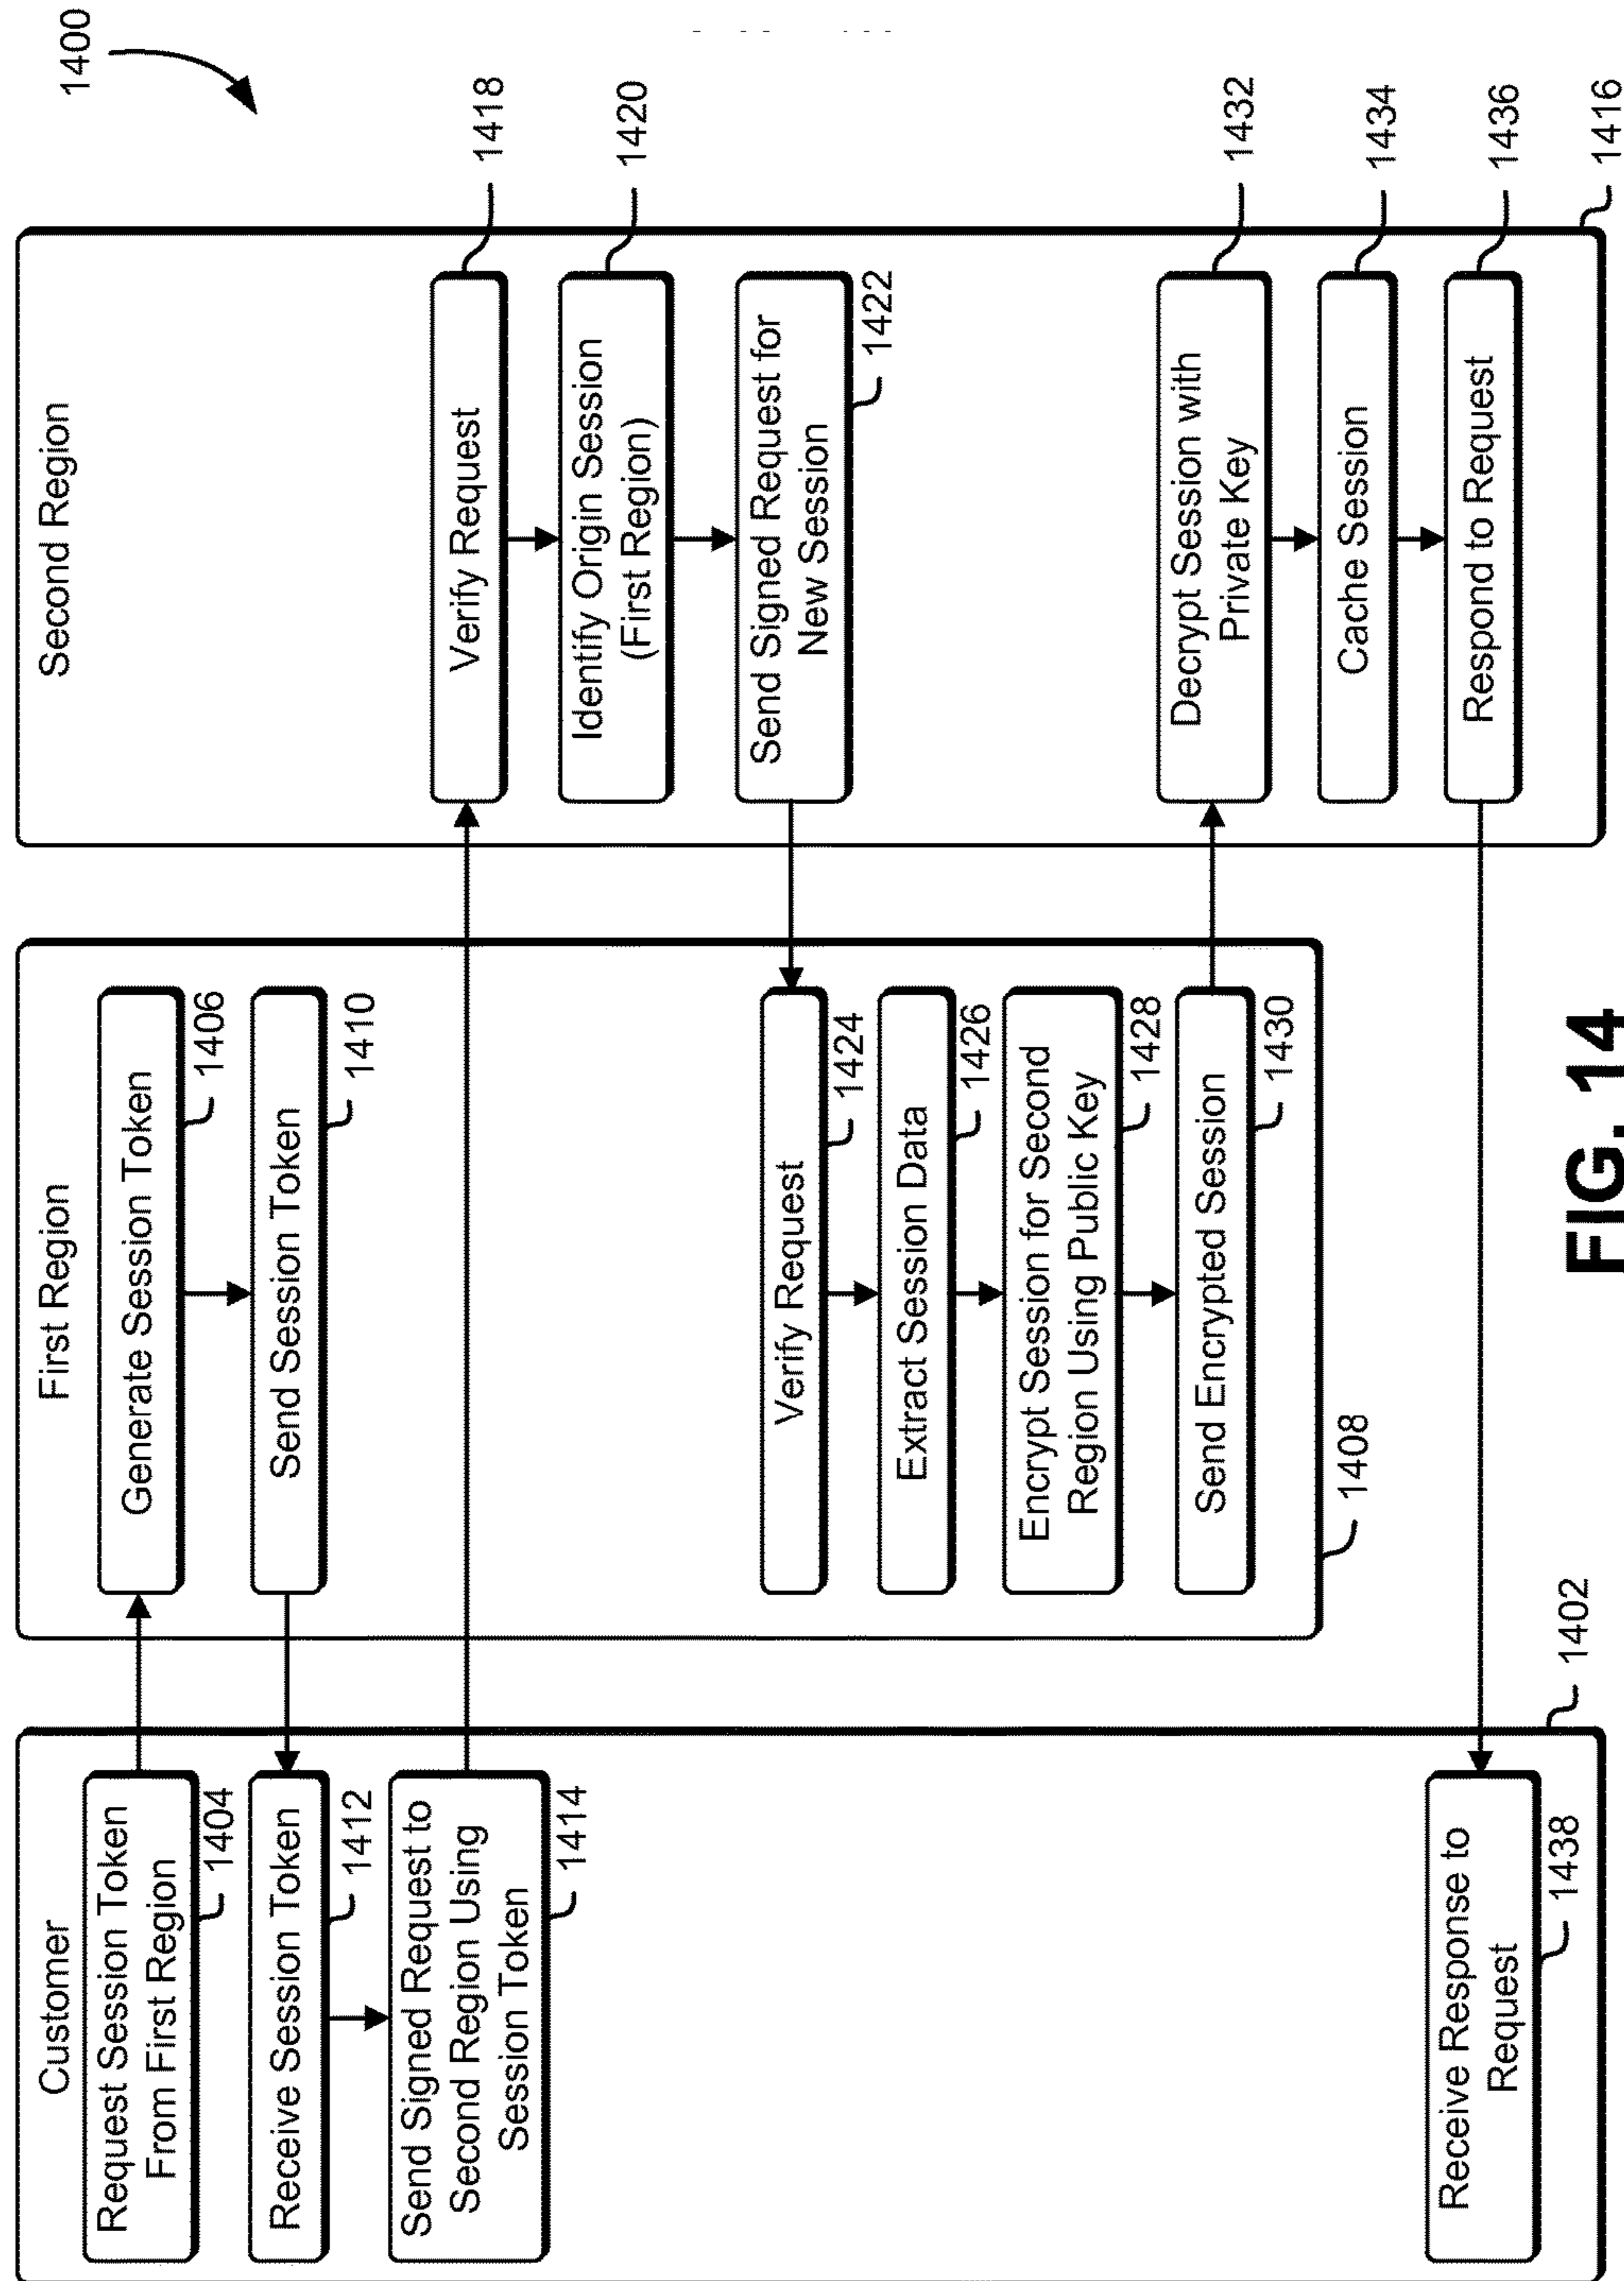 1400
Customer
Request Session Token
From First Region
1404
Receive Session Token
1412
Send Signed Request to
Second Region Using
Session Token
1414
Receive Response to
Request
1438
1402
First Region
Generate Session Token
1406
Send Session Token
1410
Verify Request
1424
Extract Session Data
1426
Encrypt Session for Second
Region Using Public Key
1428
Send Encrypted Session
1430
1408
Second Region
Verify Request
1418
Identify Origin Session
(First Region)
1420
Send Signed Request for
New Session
1422
Decrypt Session with
Private Key
1432
Cache Session
1434
Respond to Request
1436
1416
FIG. 14